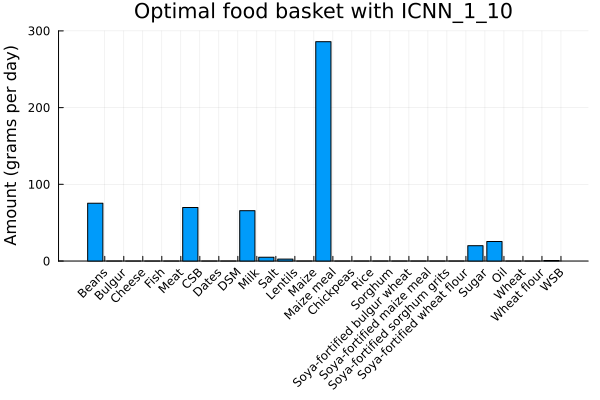 Optimal food basket with ICNN_1_10
Amount (grams per day)
300
200
100
0
Beans
Bulgur
Cheese
Fish
Meat
CSB
Dates
DSM
Milk
Salt
Lentils
Maize
Maize meal
Chickpeas
Rice
Sorghum
Soya-fortified bulgur wheat
Soya-fortified maize meal
Soya-fortified sorghum grits
Soya-fortified wheat flour
Sugar
Oil
Wheat
Wheat flour
WSB